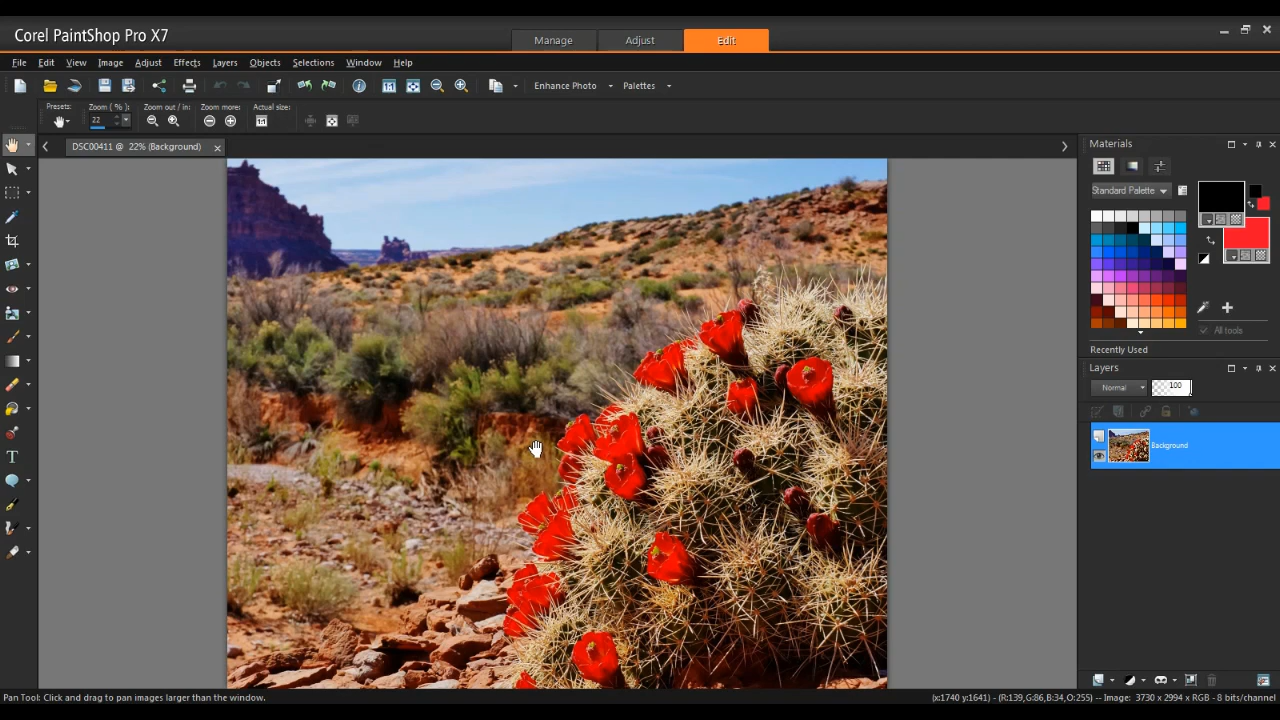 Corel PaintShop Pro X7
Manage
Adjust
Edit
File Edit View Image Adjust Effects Layers Objects Selections Window Help
Enhance Photo
Palettes
Presets: Zoom ( % ): Zoom out / in: Zoom more: Actual size:
22
DSC00411 @ 22% (Background)
Materials
Standard Palette
All tools
Recently Used
Layers
Normal
100
Background
Pan Tool: Click and drag to pan images larger than the window.
(x:1740 y:1641) - (R:139,G:86,B:34,O:255) -- Image: 3730 x 2994 x RGB - 8 bits/channel